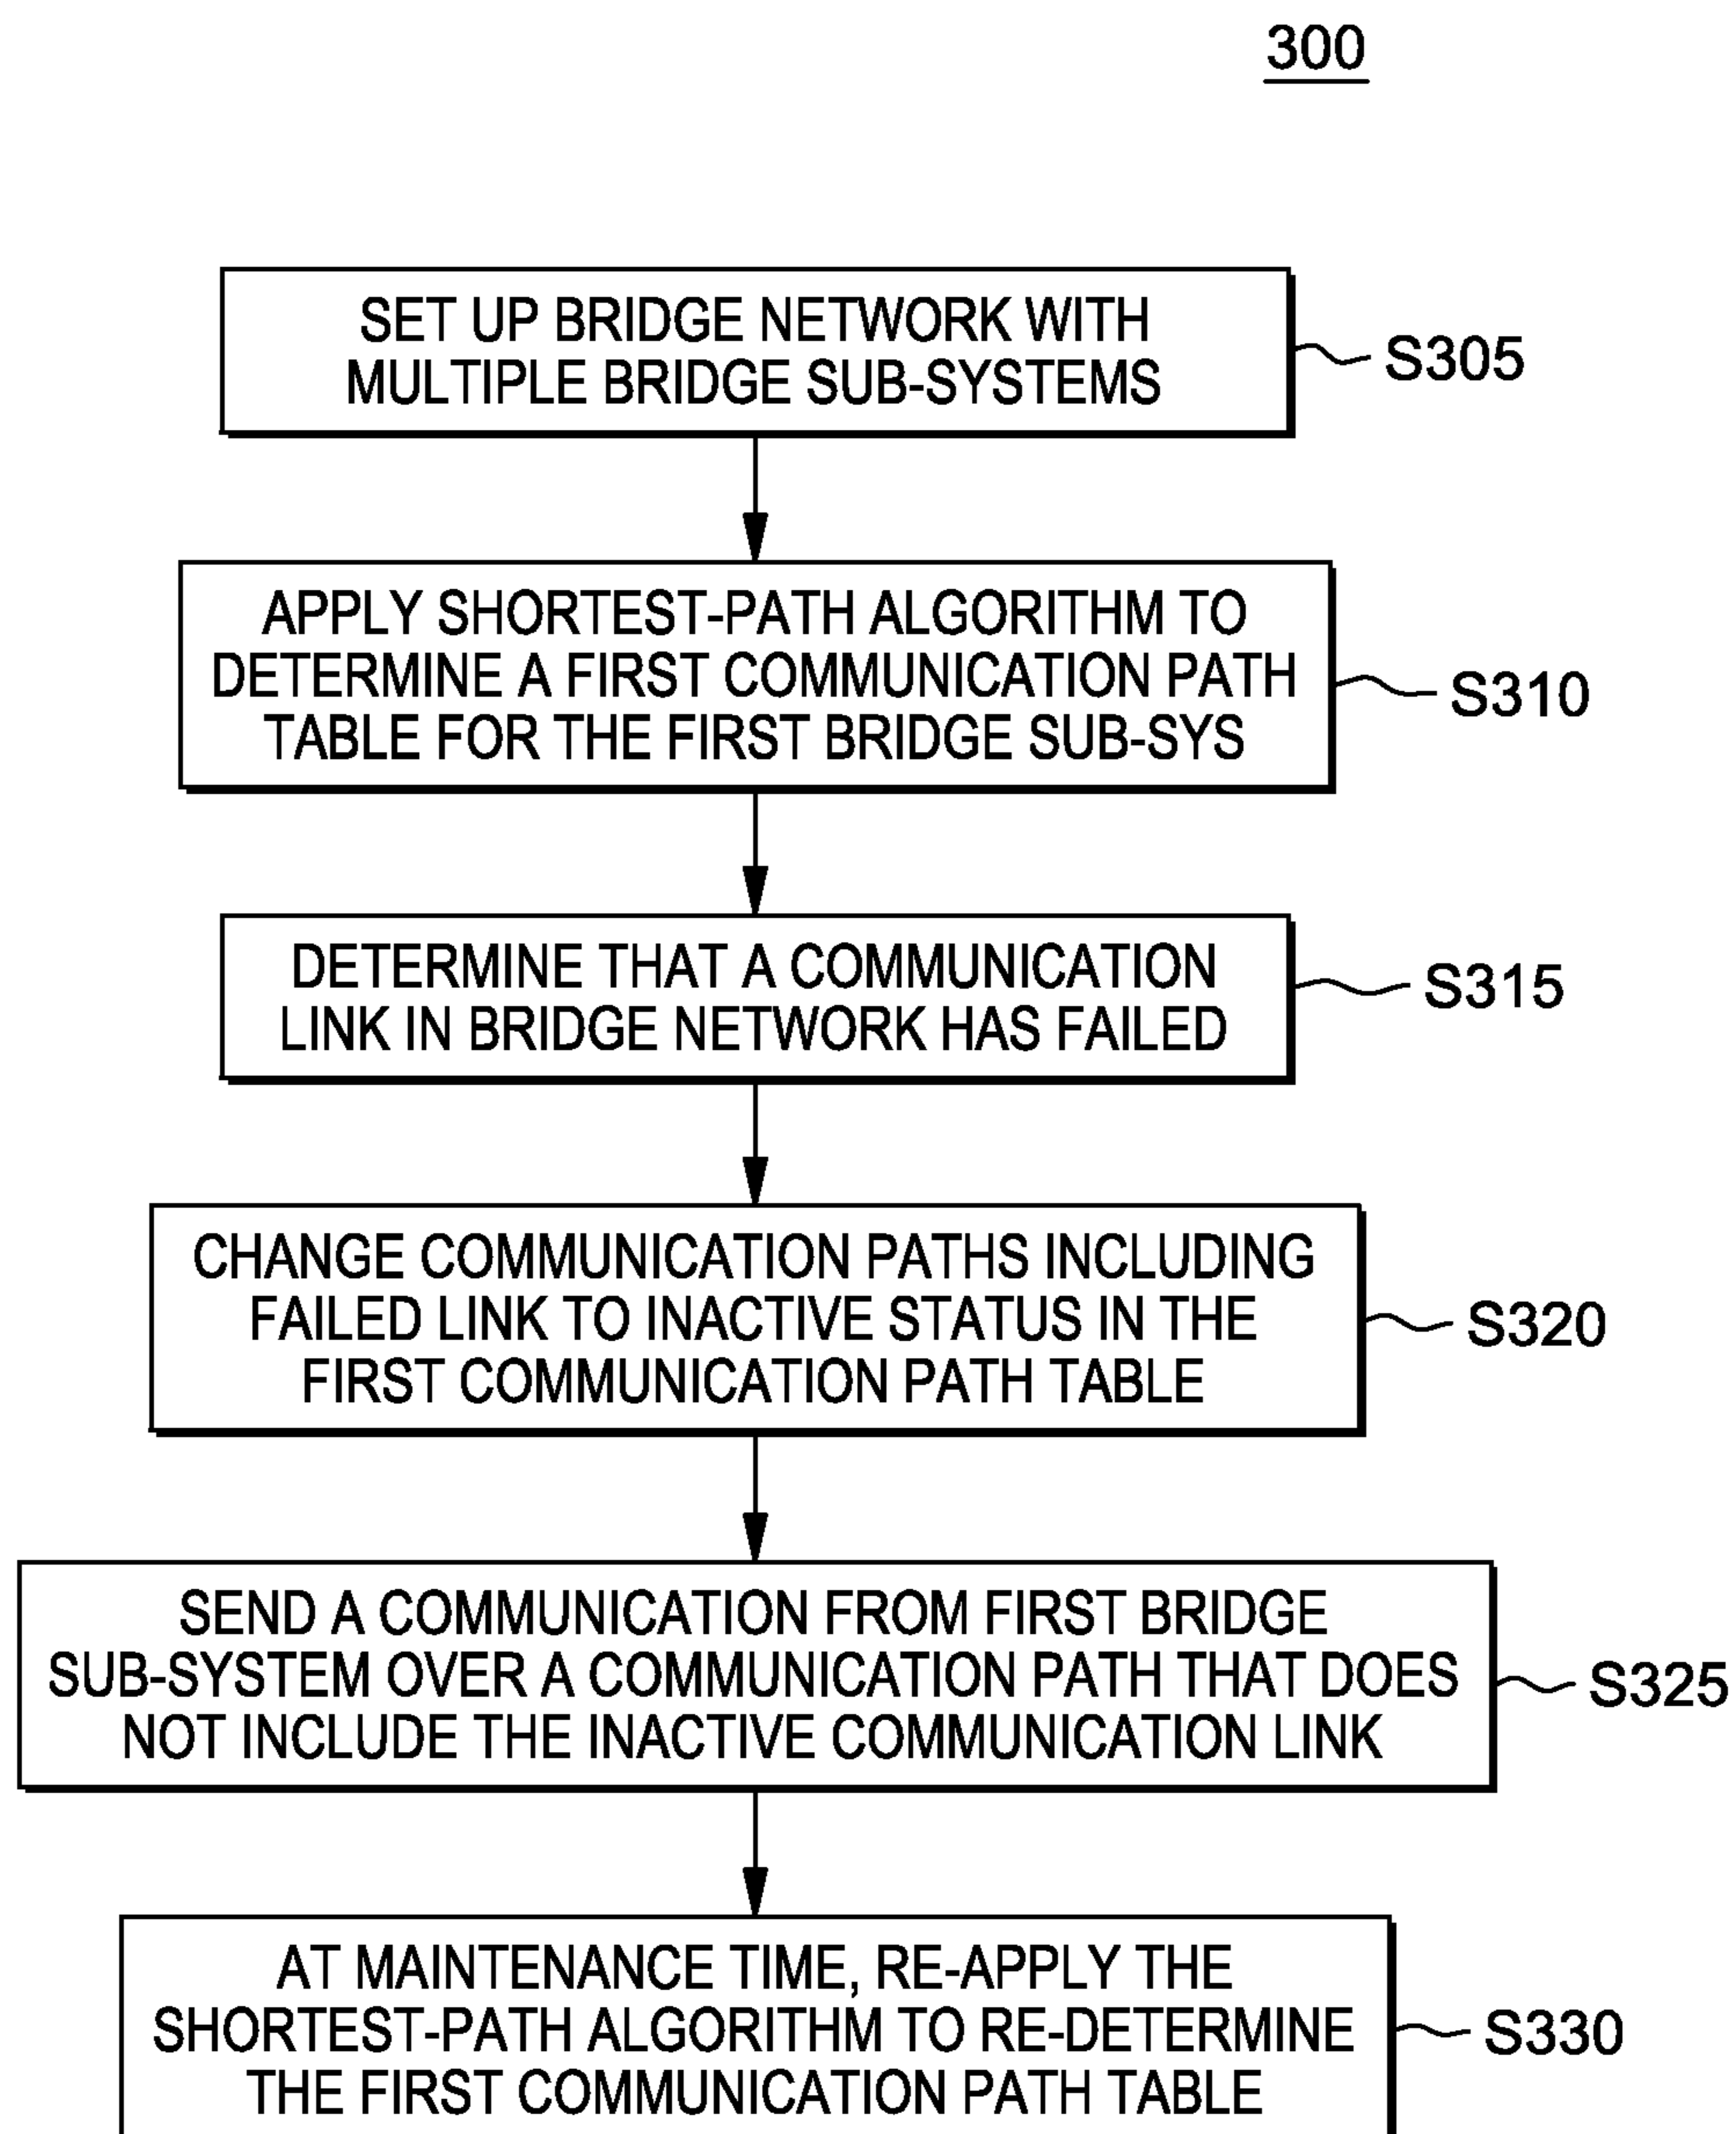 300
SET UP BRIDGE NETWORK WITH
MULTIPLE BRIDGE SUB-SYSTEMS
S305
APPLY SHORTEST-PATH ALGORITHM TO
DETERMINE A FIRST COMMUNICATION PATH
TABLE FOR THE FIRST BRIDGE SUB-SYS
S310
DETERMINE THAT A COMMUNICATION
LINK IN BRIDGE NETWORK HAS FAILED
S315
CHANGE COMMUNICATION PATHS INCLUDING
FAILED LINK TO INACTIVE STATUS IN THE
FIRST COMMUNICATION PATH TABLE
S320
SEND A COMMUNICATION FROM FIRST BRIDGE
SUB-SYSTEM OVER A COMMUNICATION PATH THAT DOES
NOT INCLUDE THE INACTIVE COMMUNICATION LINK
S325
AT MAINTENANCE TIME, RE-APPLY THE
SHORTEST-PATH ALGORITHM TO RE-DETERMINE
THE FIRST COMMUNICATION PATH TABLE
S330